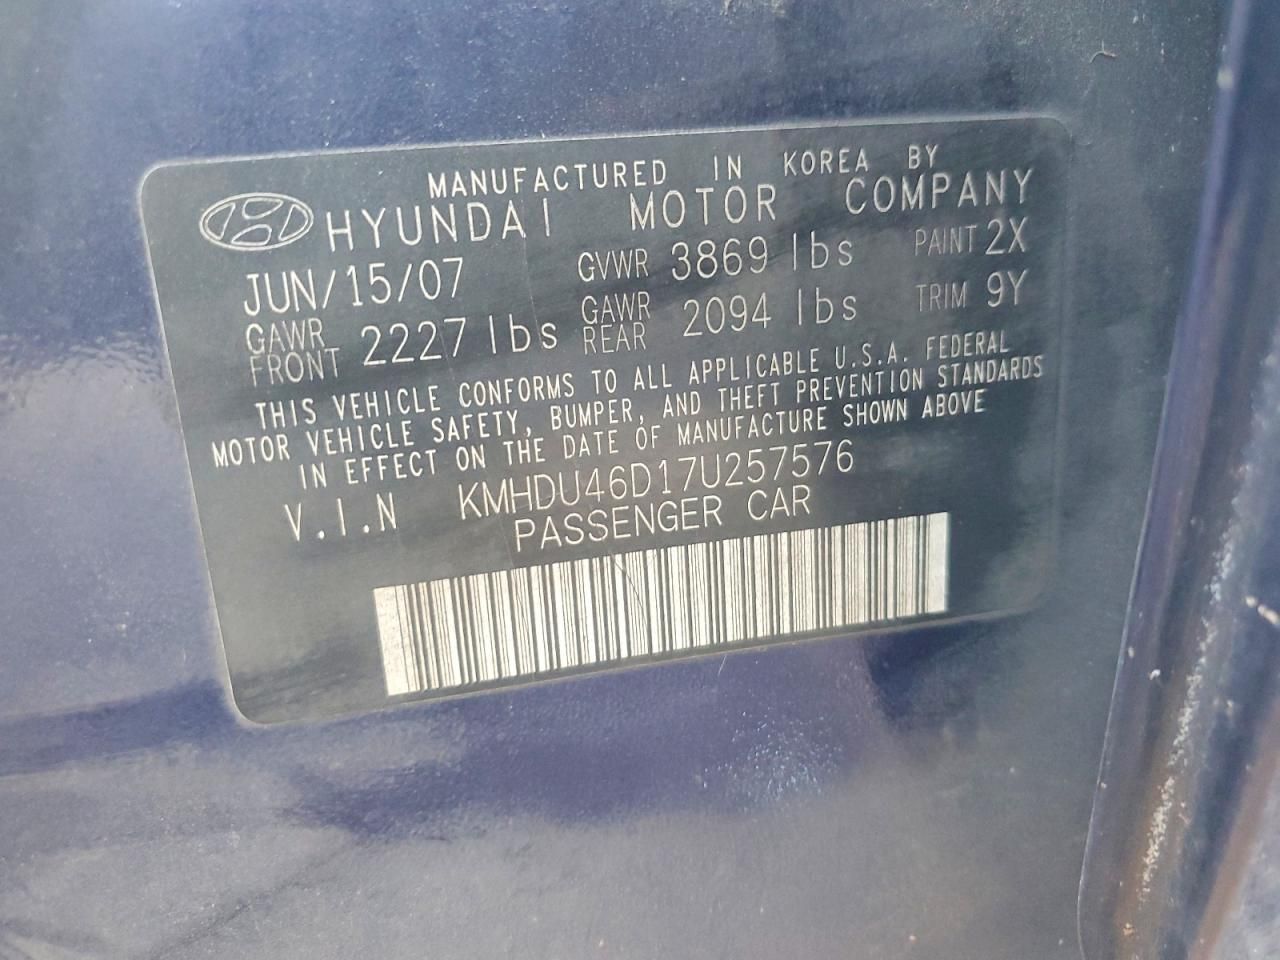 MANUFACTURED IN KOREA BY
HYUNDAI MOTOR COMPANY
JUN/15/07 GVWR 3869 lbs PAINT 2X
GAWR FRONT 2227 lbs GAWR REAR 2094 lbs TRIM 9Y
THIS VEHICLE CONFORMS TO ALL APPLICABLE U.S.A. FEDERAL
MOTOR VEHICLE SAFETY, BUMPER, AND THEFT PREVENTION STANDARDS
IN EFFECT ON THE DATE OF MANUFACTURE SHOWN ABOVE
V.I.N KMHDU46D17U257576
PASSENGER CAR